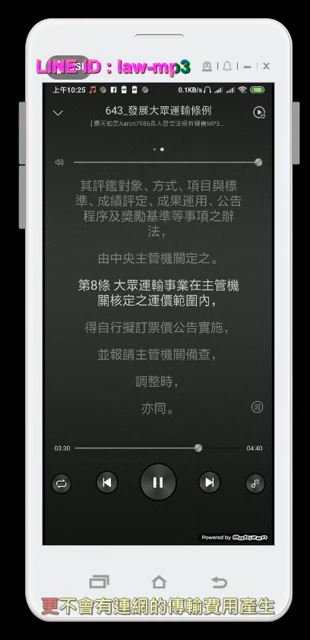 LINE ID：law-mp3
上午10:25
0.1KB/s
643_發展大眾運輸條例
其評鑑對象、方式、項目與標
準、成績評定、成果運用、公告
程序及獎勵基準等事項之辦
法，
由中央主管機關定之。
第8條 大眾運輸事業在主管機
關核定之運價範圍內，
得自行擬訂票價公告實施，
並報請主管機關備查，
調整時，
亦同。
詞
03:30
04:40
Powered by
更不會有連網的傳輸費用產生